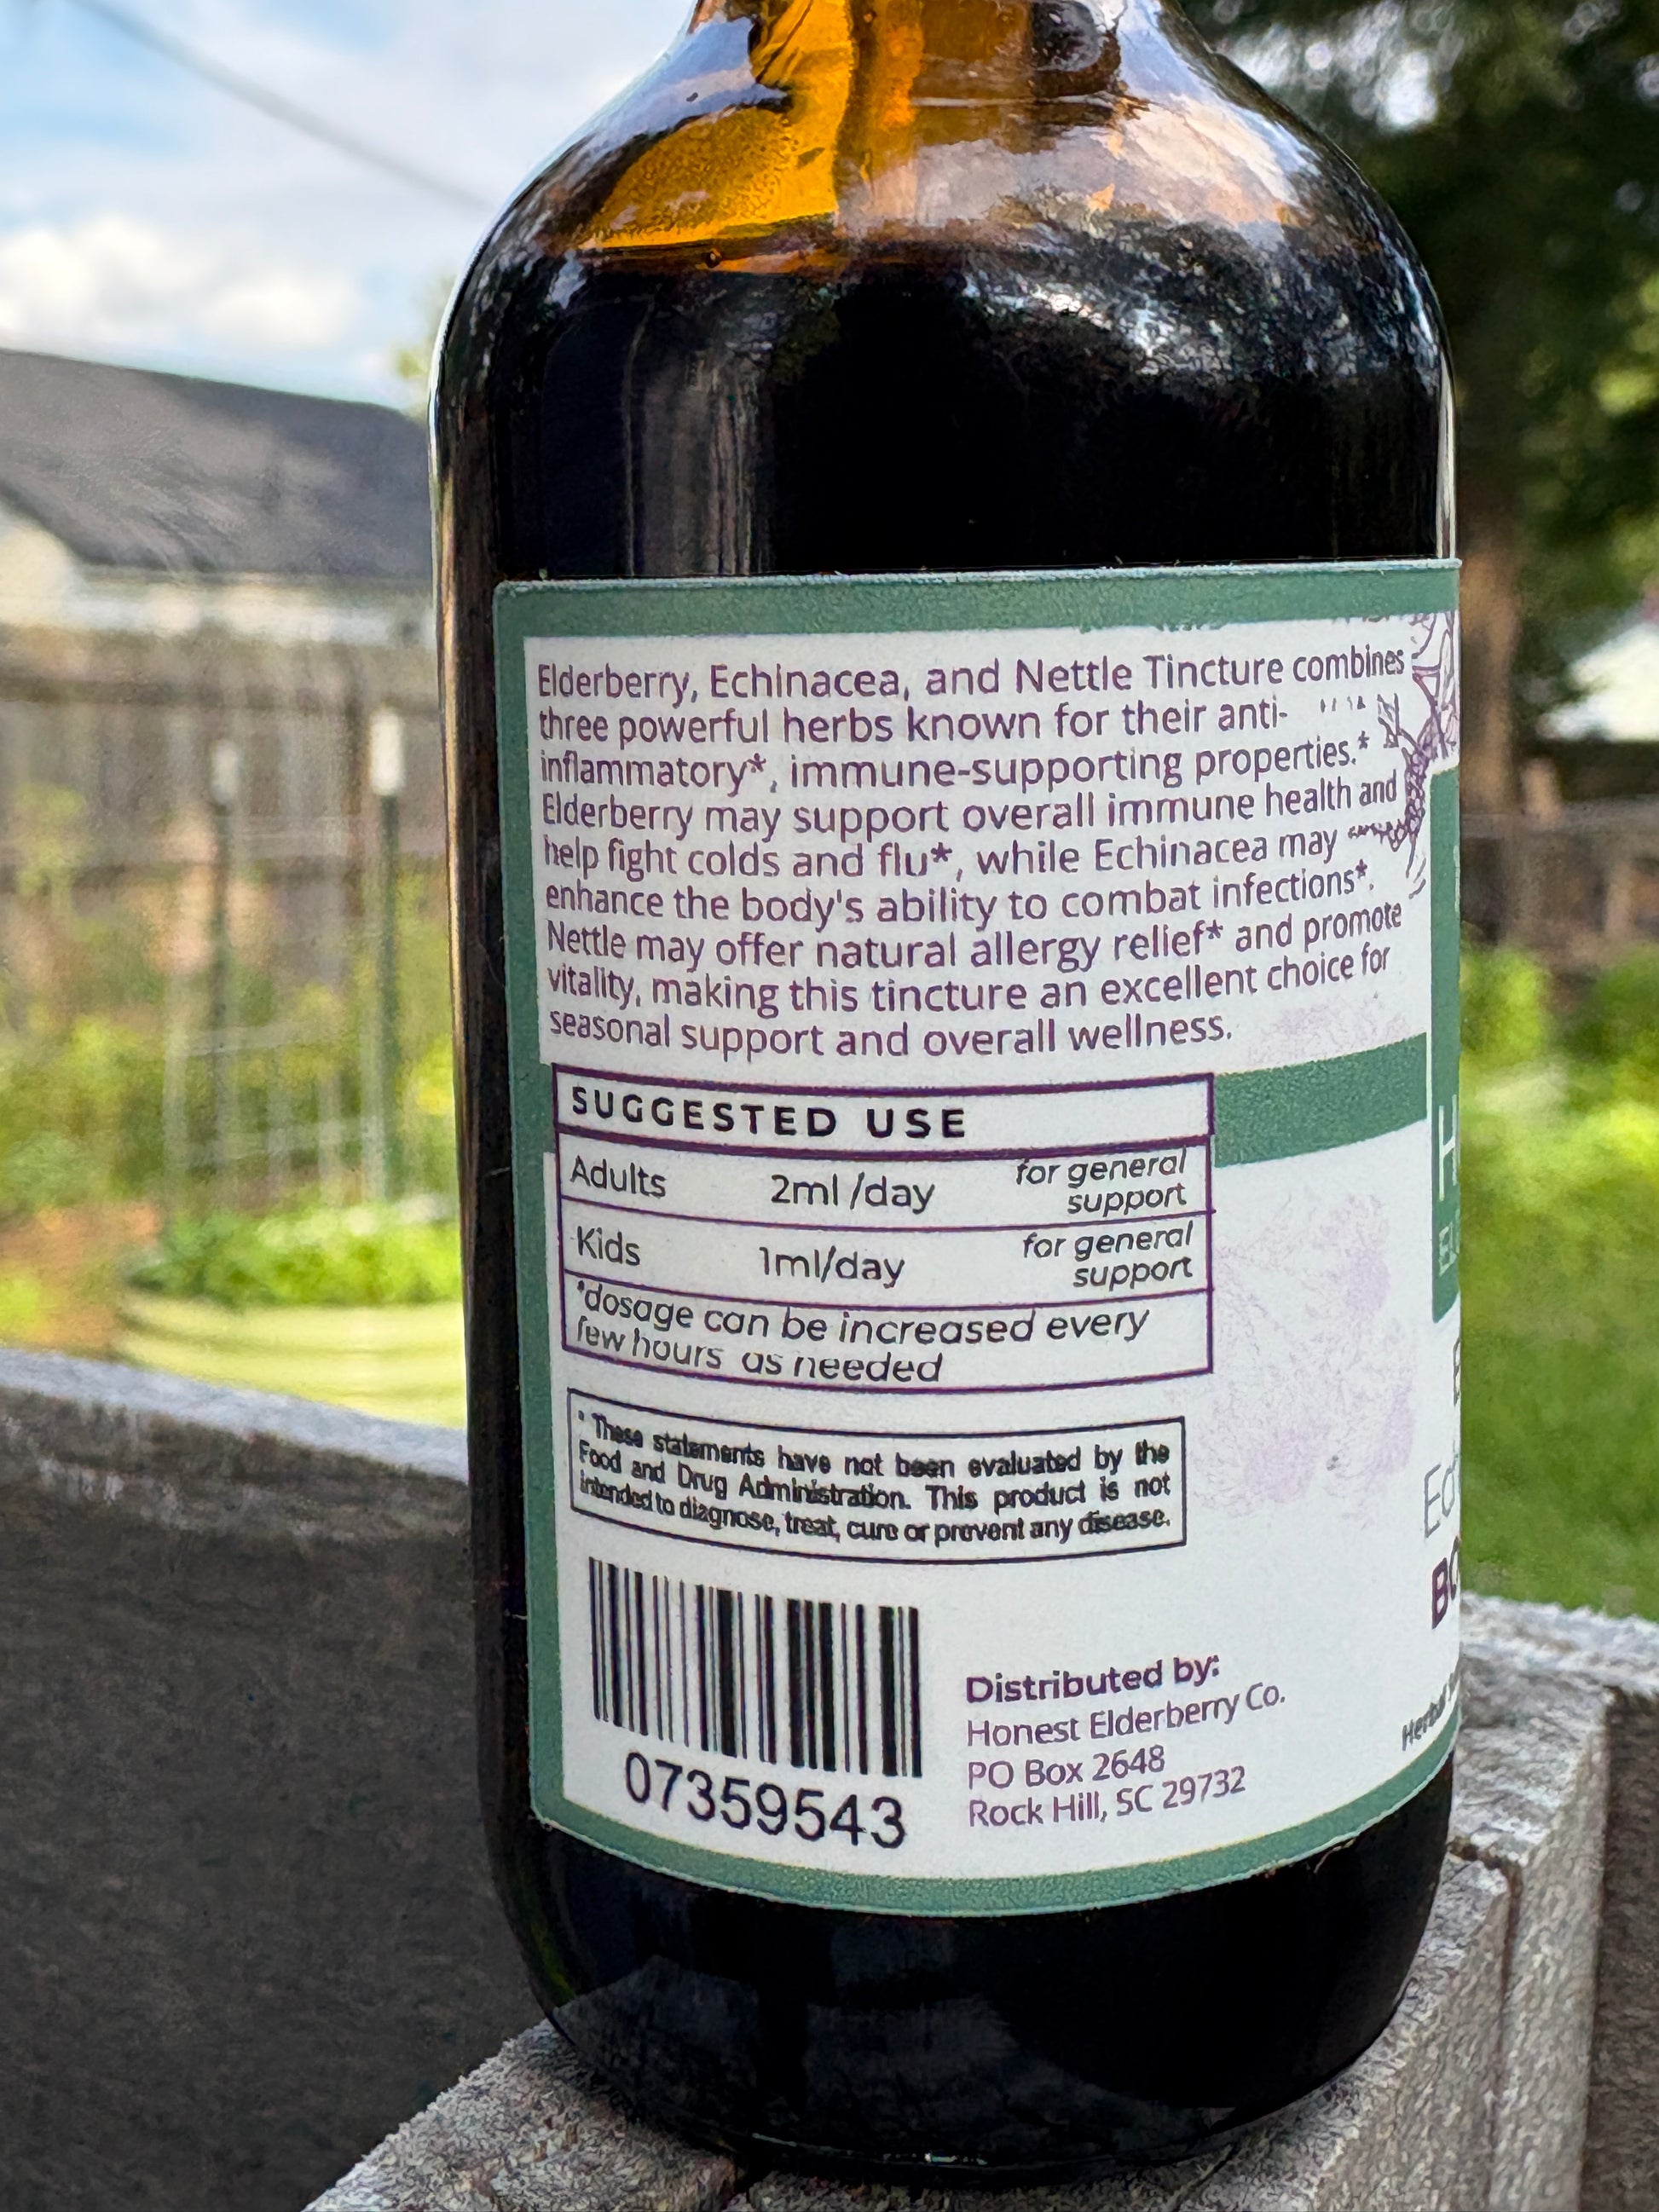 Elderberry, Echinacea, and Nettle Tincture combines
three powerful herbs known for their anti-
inflammatory*, immune-supporting properties.*
Elderberry may support overall immune health and
help fight colds and flu*, while Echinacea may
enhance the body's ability to combat infections*.
Nettle may offer natural allergy relief* and promote
vitality, making this tincture an excellent choice for
seasonal support and overall wellness.
SUGGESTED USE
Adults 2ml /day for general
support
Kids 1ml/day for general
support
*dosage can be increased every
few hours as needed
* These statements have not been evaluated by the
Food and Drug Administration. This product is not
intended to diagnose, treat, cure or prevent any disease.
07359543
Distributed by:
Honest Elderberry Co.
PO Box 2648
Rock Hill, SC 29732